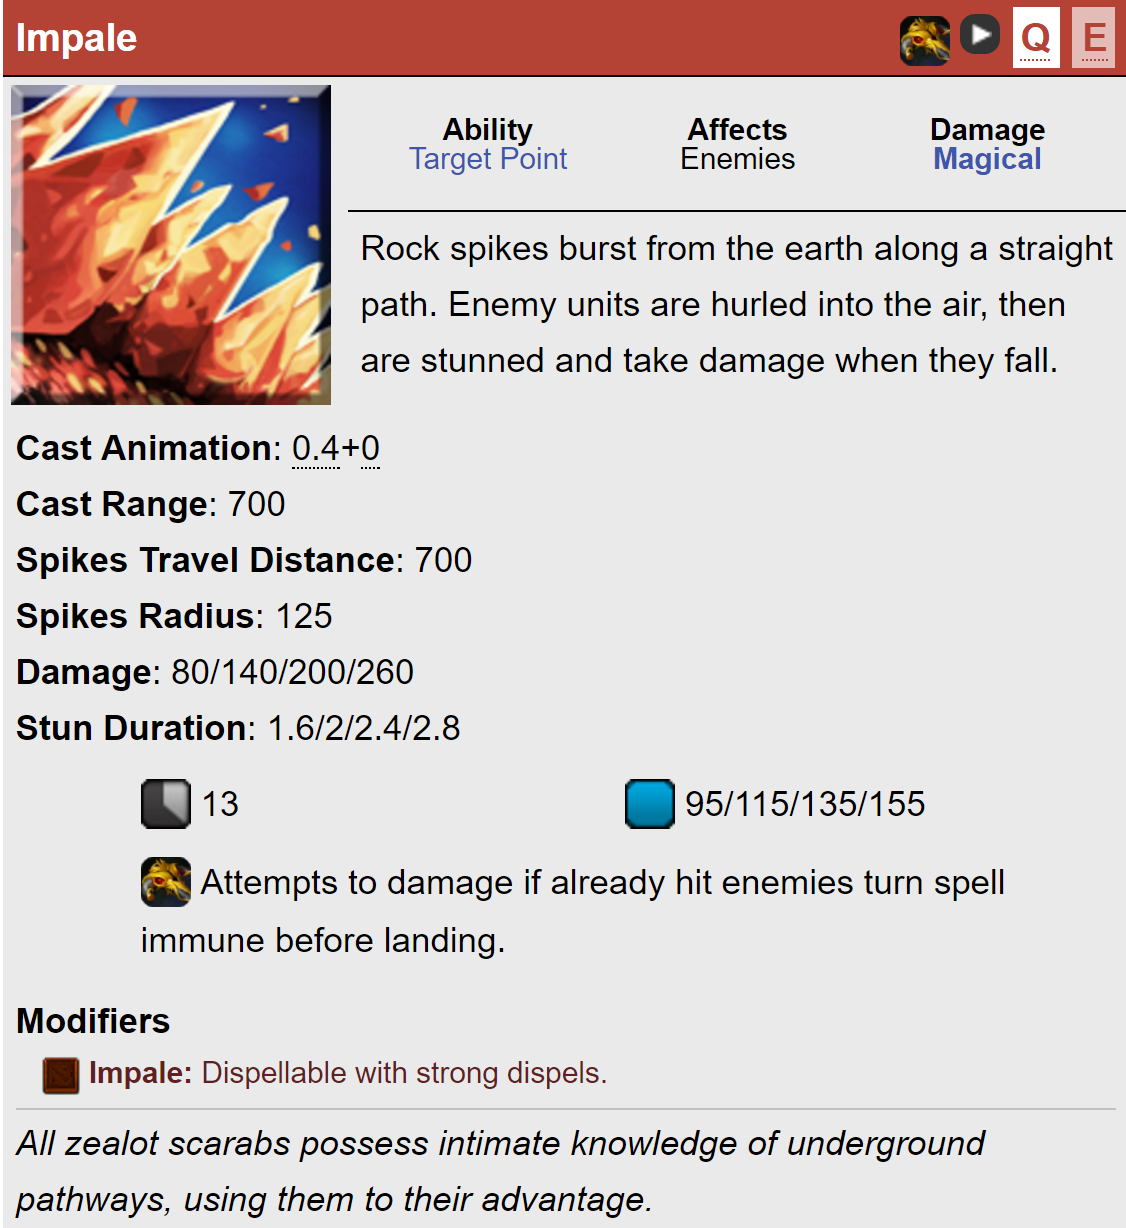 Impale
Q E
Ability Affects Damage
Target Point Enemies Magical
Rock spikes burst from the earth along a straight
path. Enemy units are hurled into the air, then
are stunned and take damage when they fall.
Cast Animation: 0.4+0
Cast Range: 700
Spikes Travel Distance: 700
Spikes Radius: 125
Damage: 80/140/200/260
Stun Duration: 1.6/2/2.4/2.8
13 95/115/135/155
Attempts to damage if already hit enemies turn spell
immune before landing.
Modifiers
Impale: Dispellable with strong dispels.
All zealot scarabs possess intimate knowledge of underground
pathways, using them to their advantage.